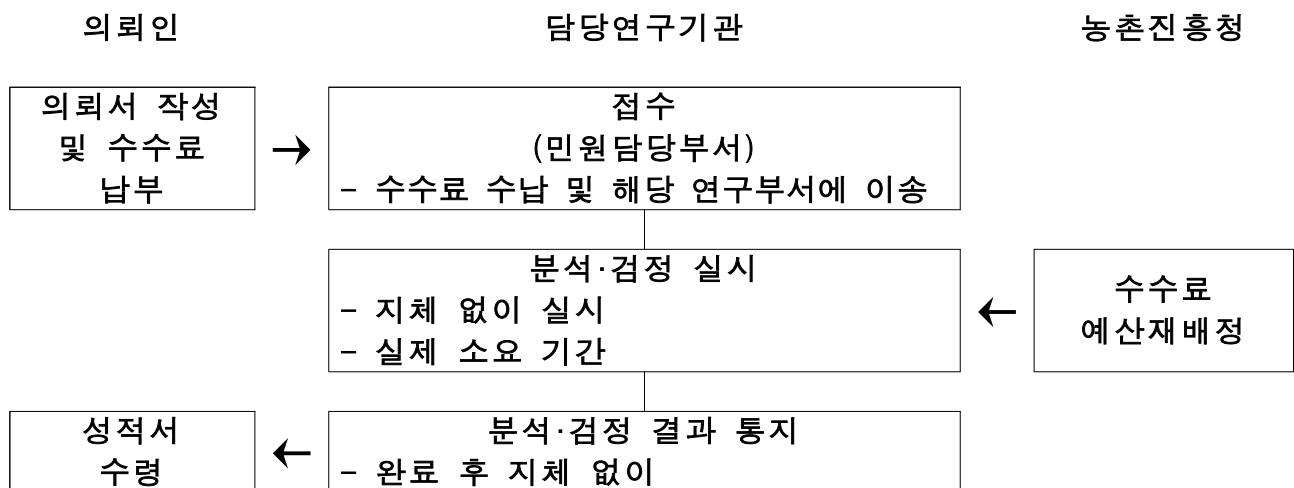 의뢰인
담당연구기관
농촌진흥청
의뢰서 작성
및 수수료
납부
→
접수
(민원담당부서)
– 수수료 수납 및 해당 연구부서에 이송
분석·검정 실시
– 지체 없이 실시
– 실제 소요 기간
←
수수료
예산재배정
성적서
수령
←
분석·검정 결과 통지
– 완료 후 지체 없이